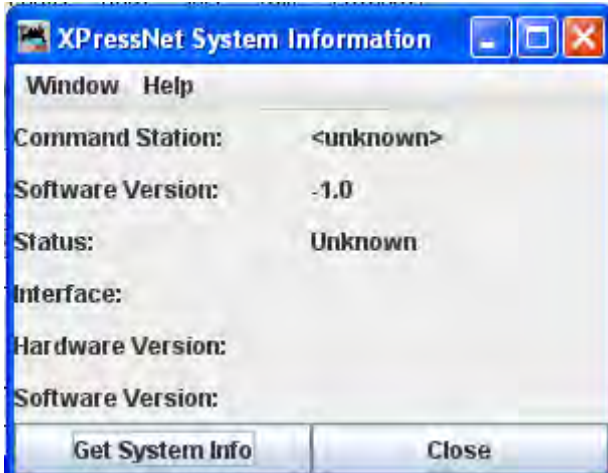 XPressNet System Information
Window Help
Command Station: <unknown>
Software Version: -1.0
Status: Unknown
Interface:
Hardware Version:
Software Version:
Get System Info Close